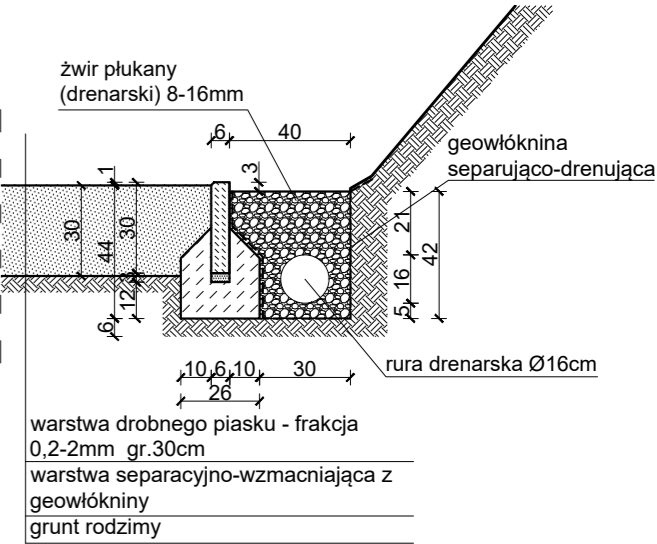 żwir płukany
(drenarski) 8-16mm
6
40
geowłóknina
separująco-drenująca
1
3
30
44
30
3
12
6
21
16
5
42
10 6 10
30
26
rura drenarska Ø16cm
warstwa drobnego piasku - frakcja
0,2-2mm gr.30cm
warstwa separacyjno-wzmacniająca z
geowłókniny
grunt rodzimy